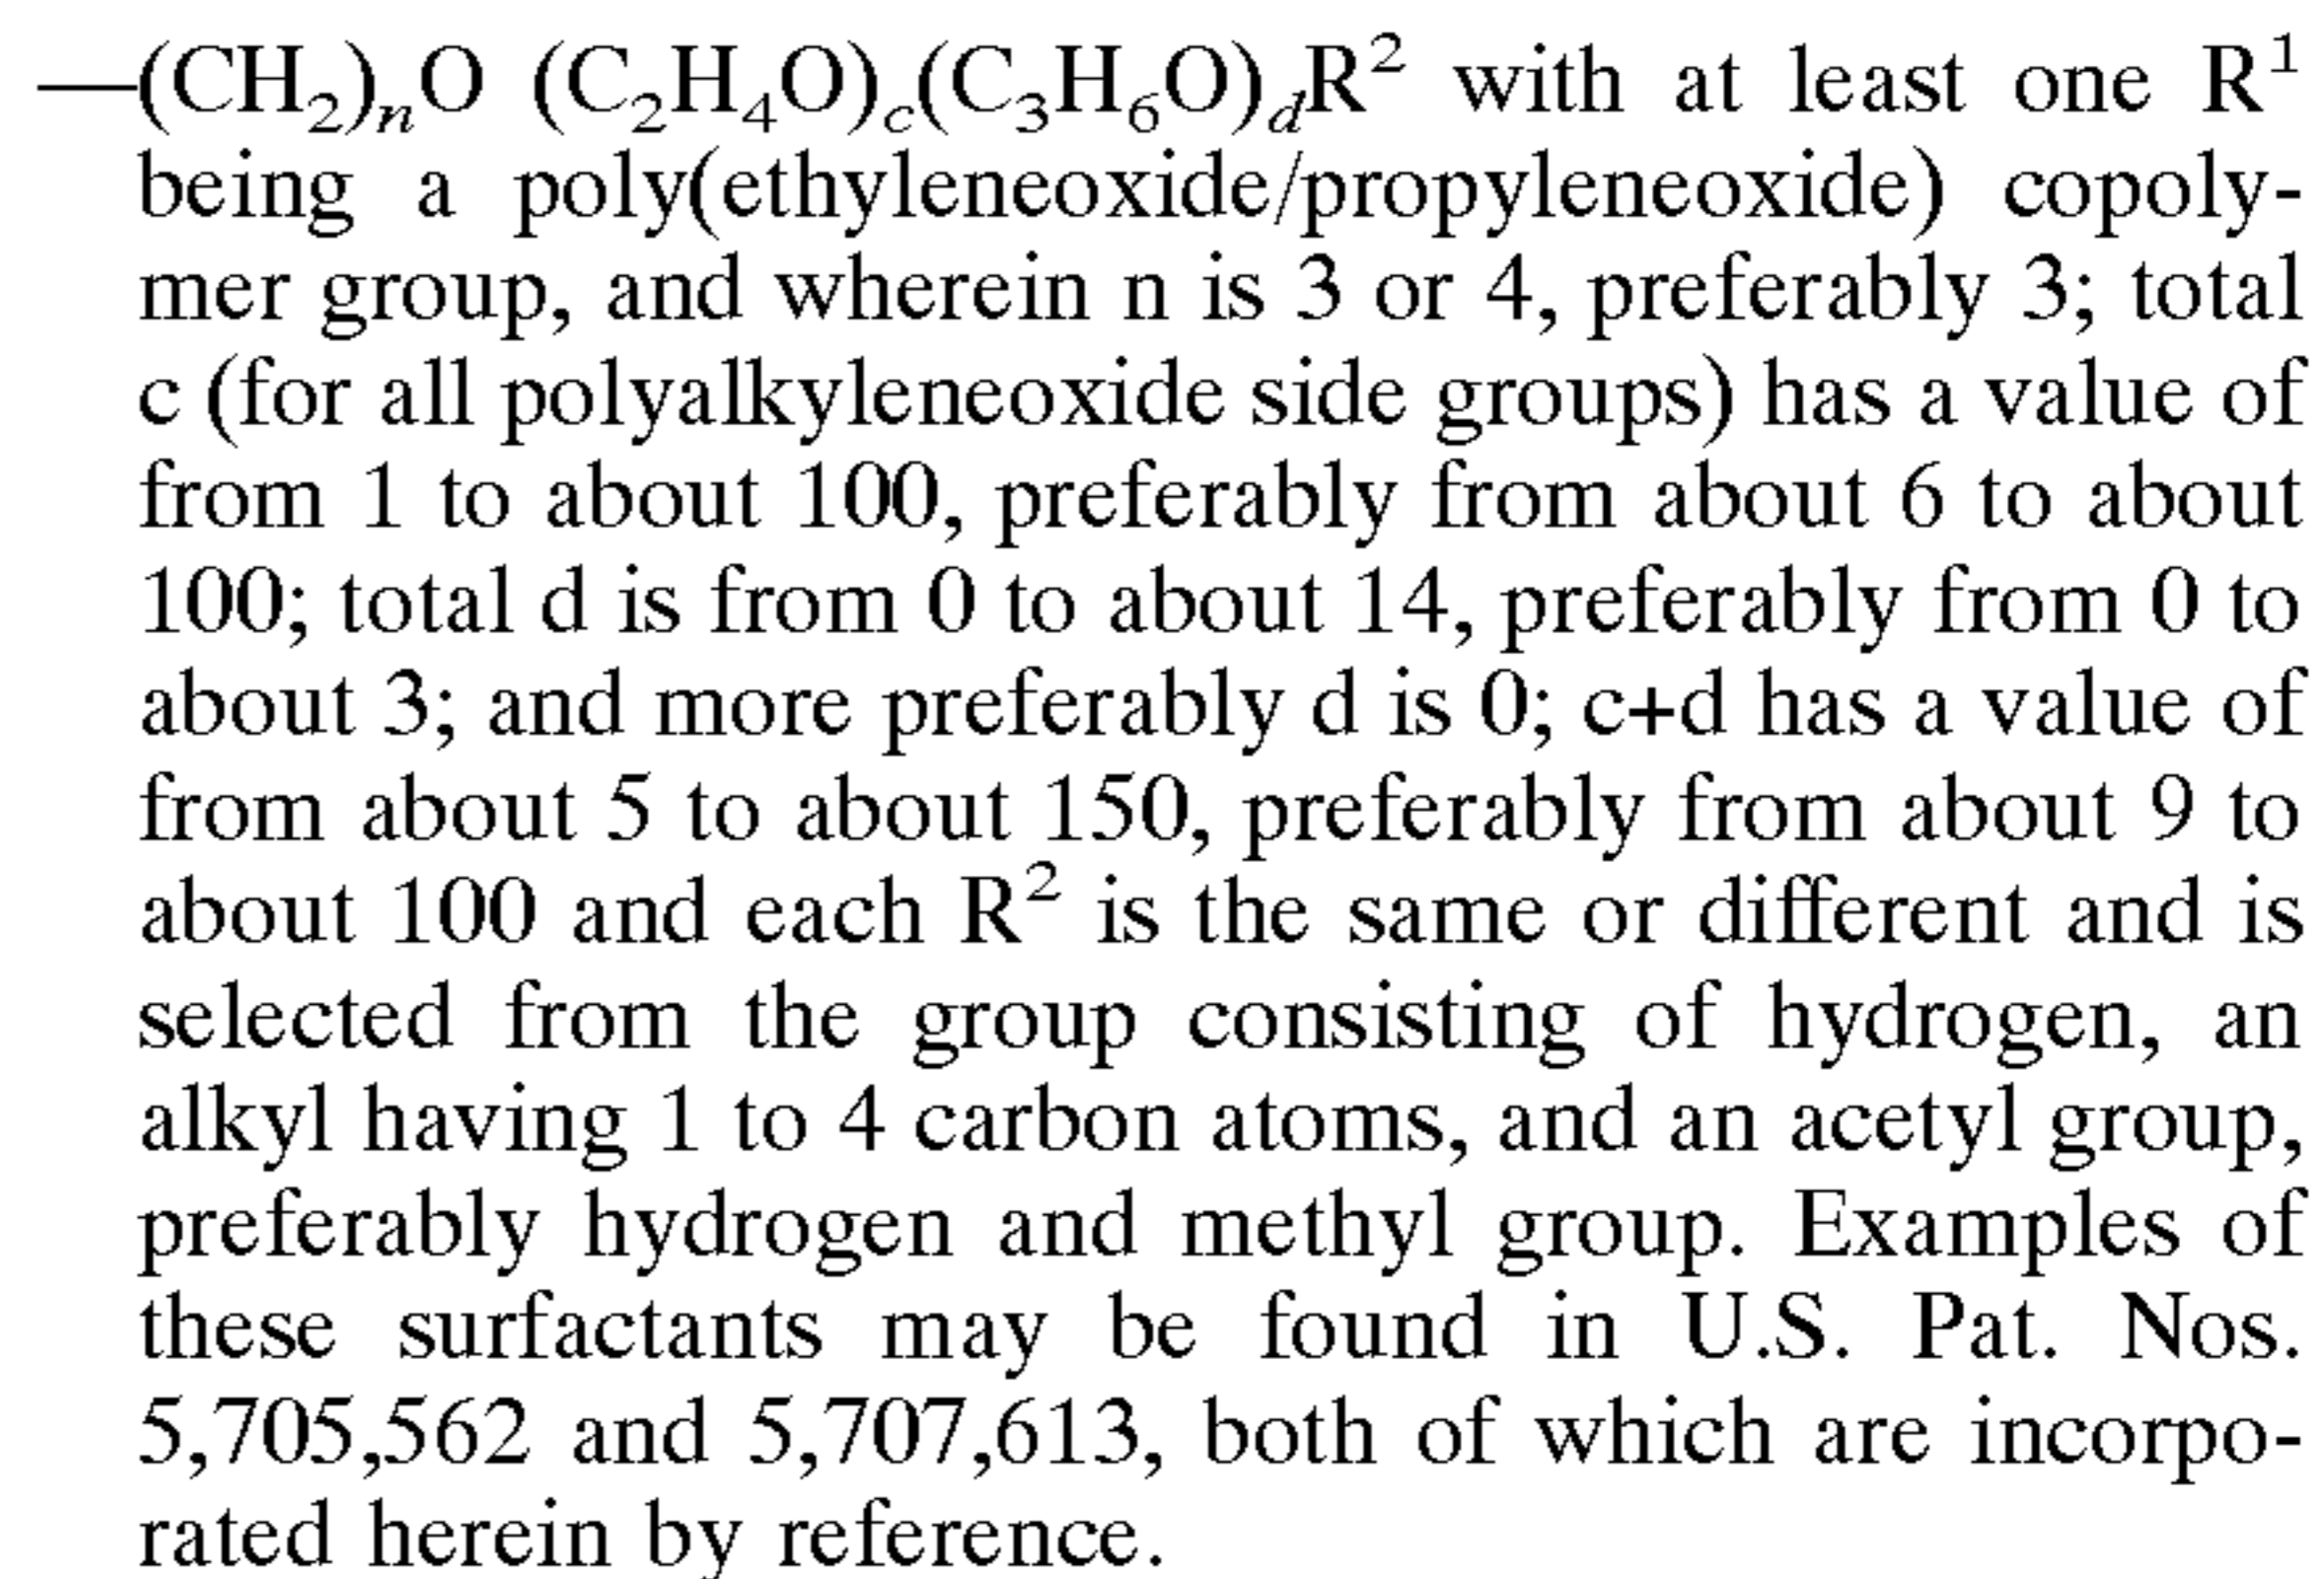 —(CH₂)ₙO (C₂H₄O)c(C₃H₆O)dR² with at least one R¹
being a poly(ethyleneoxide/propyleneoxide) copoly-
mer group, and wherein n is 3 or 4, preferably 3; total
c (for all polyalkyleneoxide side groups) has a value of
from 1 to about 100, preferably from about 6 to about
100; total d is from 0 to about 14, preferably from 0 to
about 3; and more preferably d is 0; c+d has a value of
from about 5 to about 150, preferably from about 9 to
about 100 and each R² is the same or different and is
selected from the group consisting of hydrogen, an
alkyl having 1 to 4 carbon atoms, and an acetyl group,
preferably hydrogen and methyl group. Examples of
these surfactants may be found in U.S. Pat. Nos.
5,705,562 and 5,707,613, both of which are incorpo-
rated herein by reference.